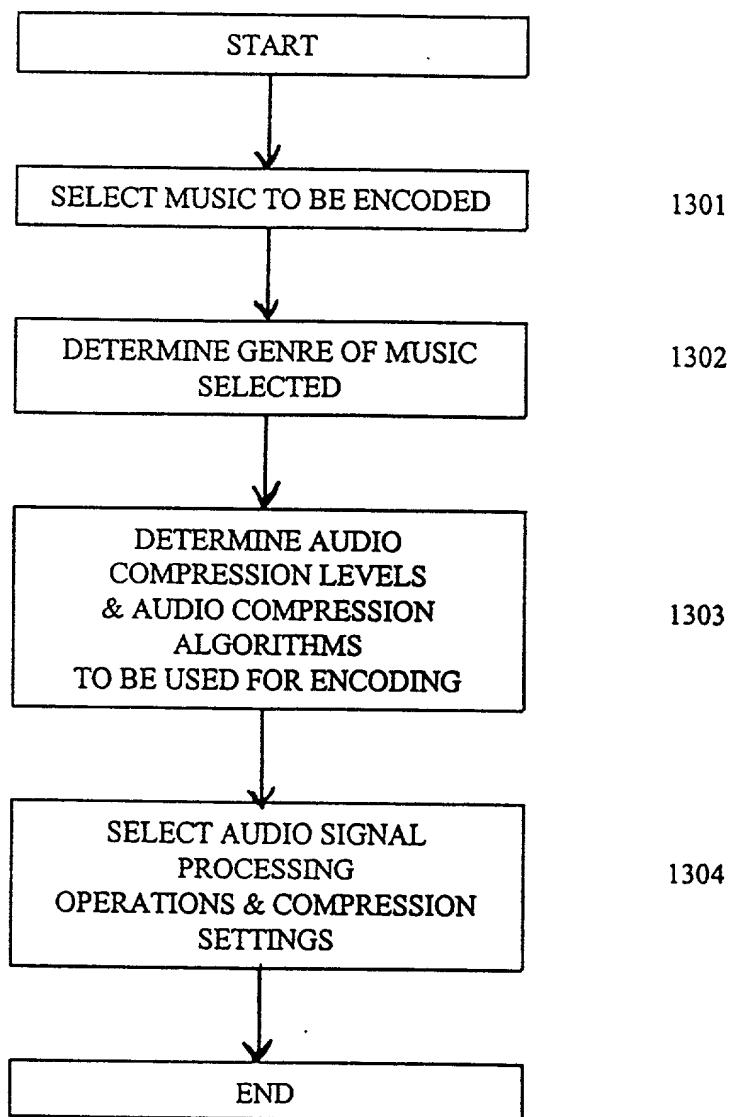 START
SELECT MUSIC TO BE ENCODED
1301
DETERMINE GENRE OF MUSIC
SELECTED
1302
DETERMINE AUDIO
COMPRESSION LEVELS
& AUDIO COMPRESSION
ALGORITHMS
TO BE USED FOR ENCODING
1303
SELECT AUDIO SIGNAL
PROCESSING
OPERATIONS & COMPRESSION
SETTINGS
1304
END